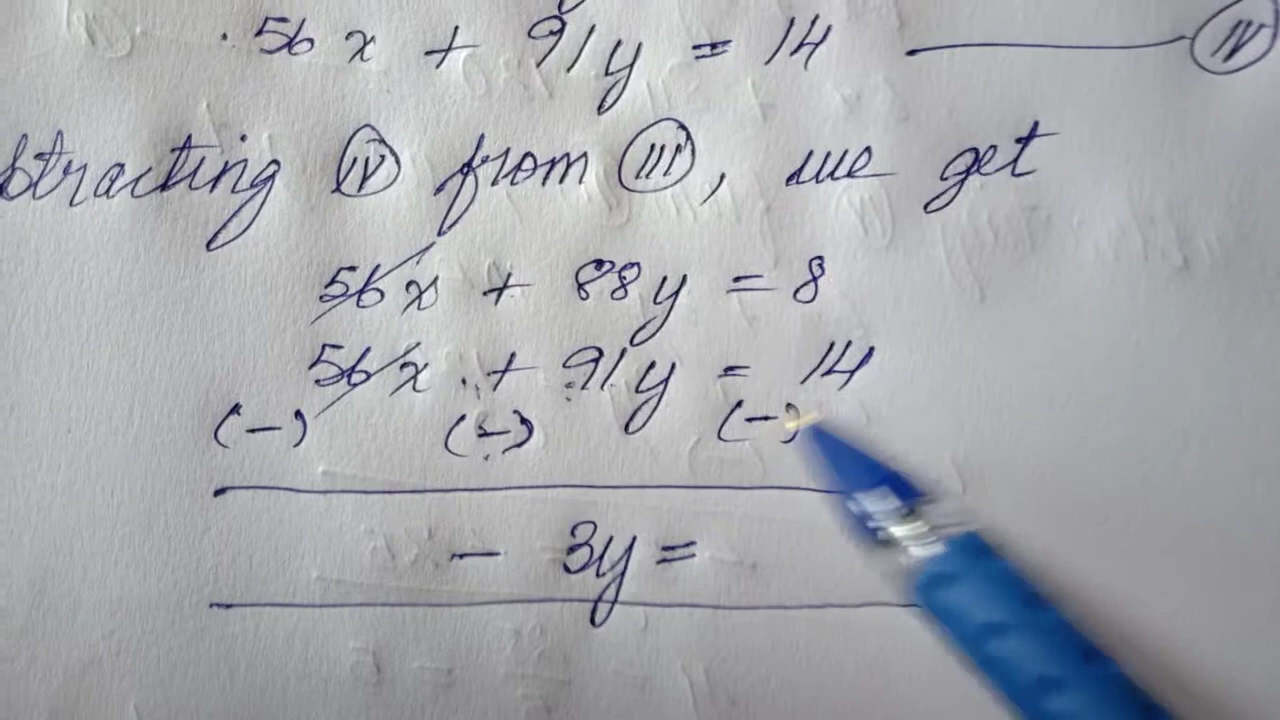 56x + 91y = 14 IV
btracting IV from III, we get
56x + 88y = 8
56x + 91y = 14
(-) (-) (-)
- 3y =